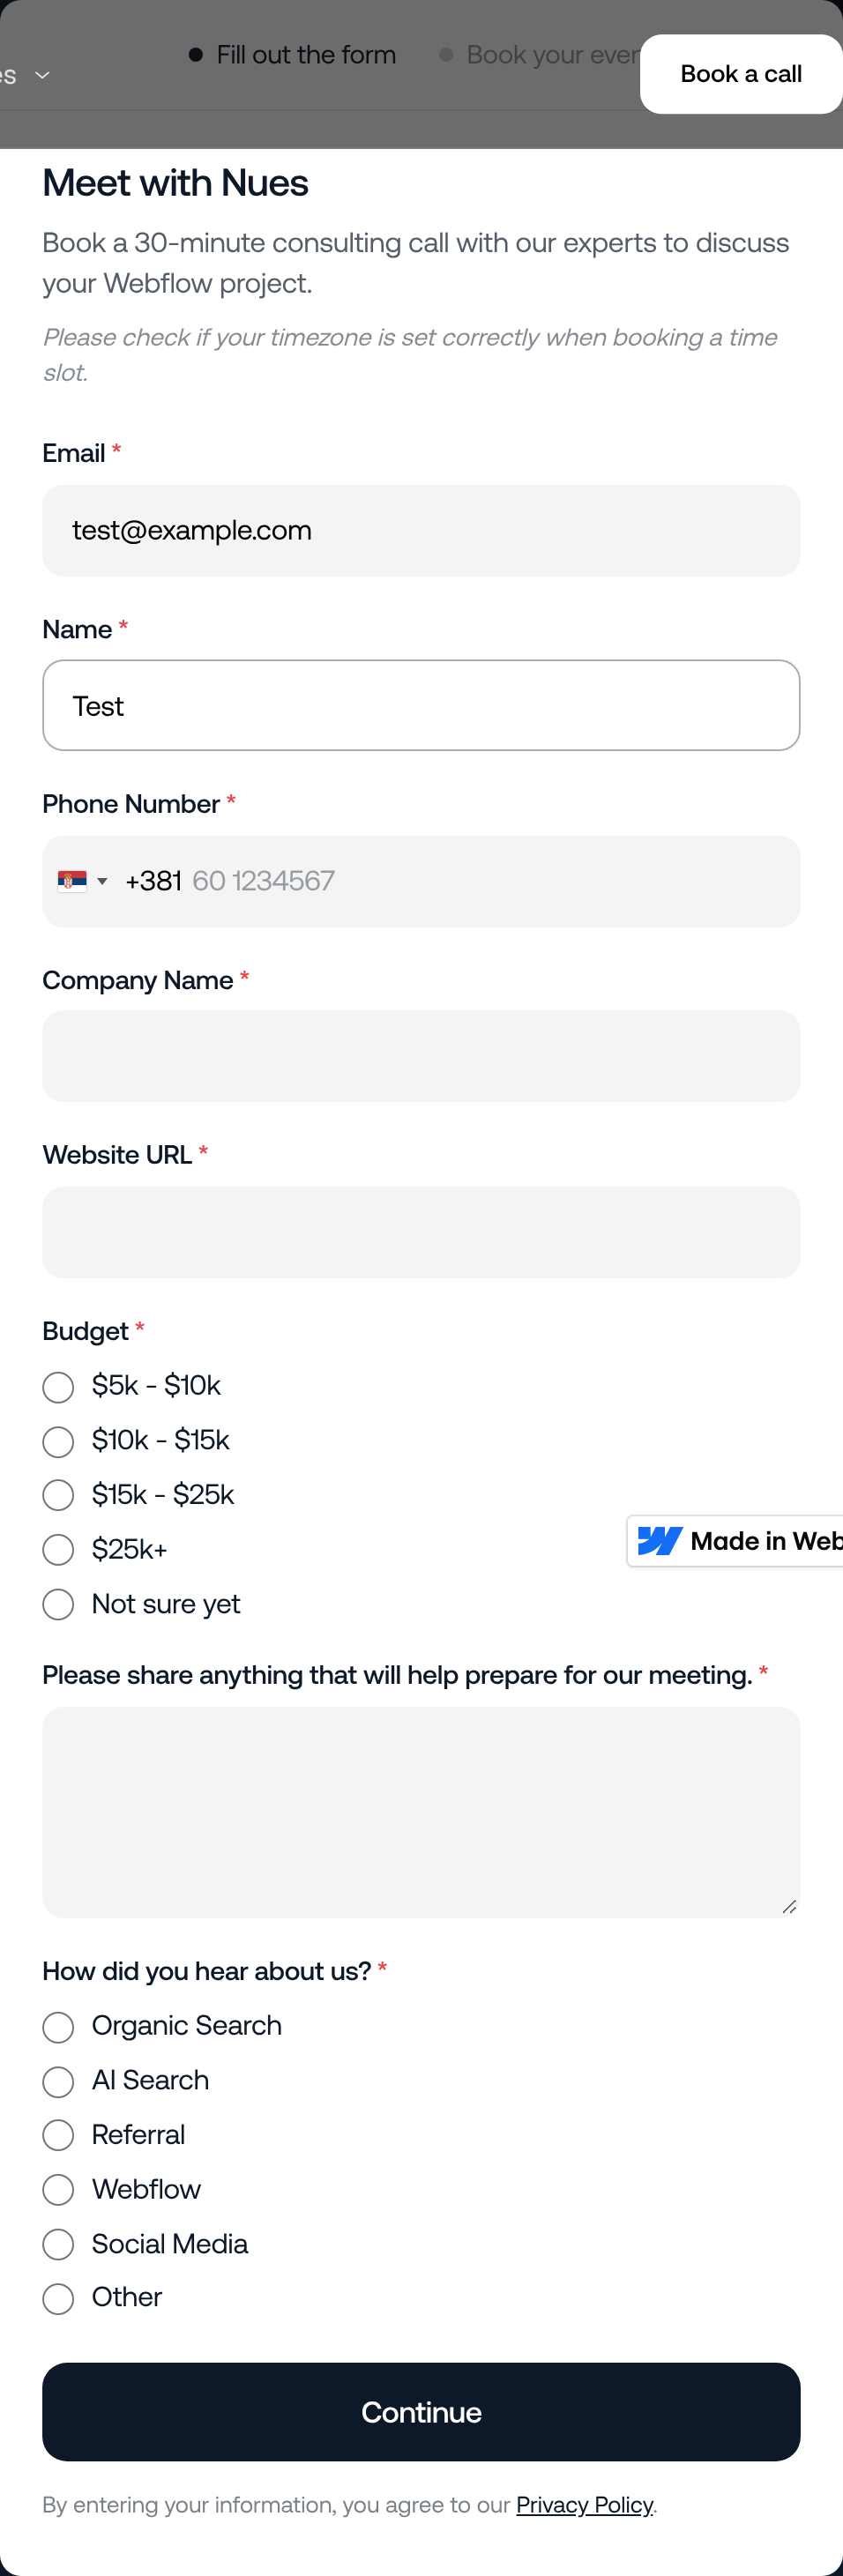 es
Fill out the form
Book your even
Book a call
Meet with Nues
Book a 30-minute consulting call with our experts to discuss
your Webflow project.
Please check if your timezone is set correctly when booking a time
slot.
Email *
test@example.com
Name *
Test
Phone Number *
+381 60 1234567
Company Name *
Website URL *
Budget *
$5k - $10k
$10k - $15k
$15k - $25k
$25k+
Made in Web
Not sure yet
Please share anything that will help prepare for our meeting. *
How did you hear about us? *
Organic Search
AI Search
Referral
Webflow
Social Media
Other
Continue
By entering your information, you agree to our Privacy Policy.